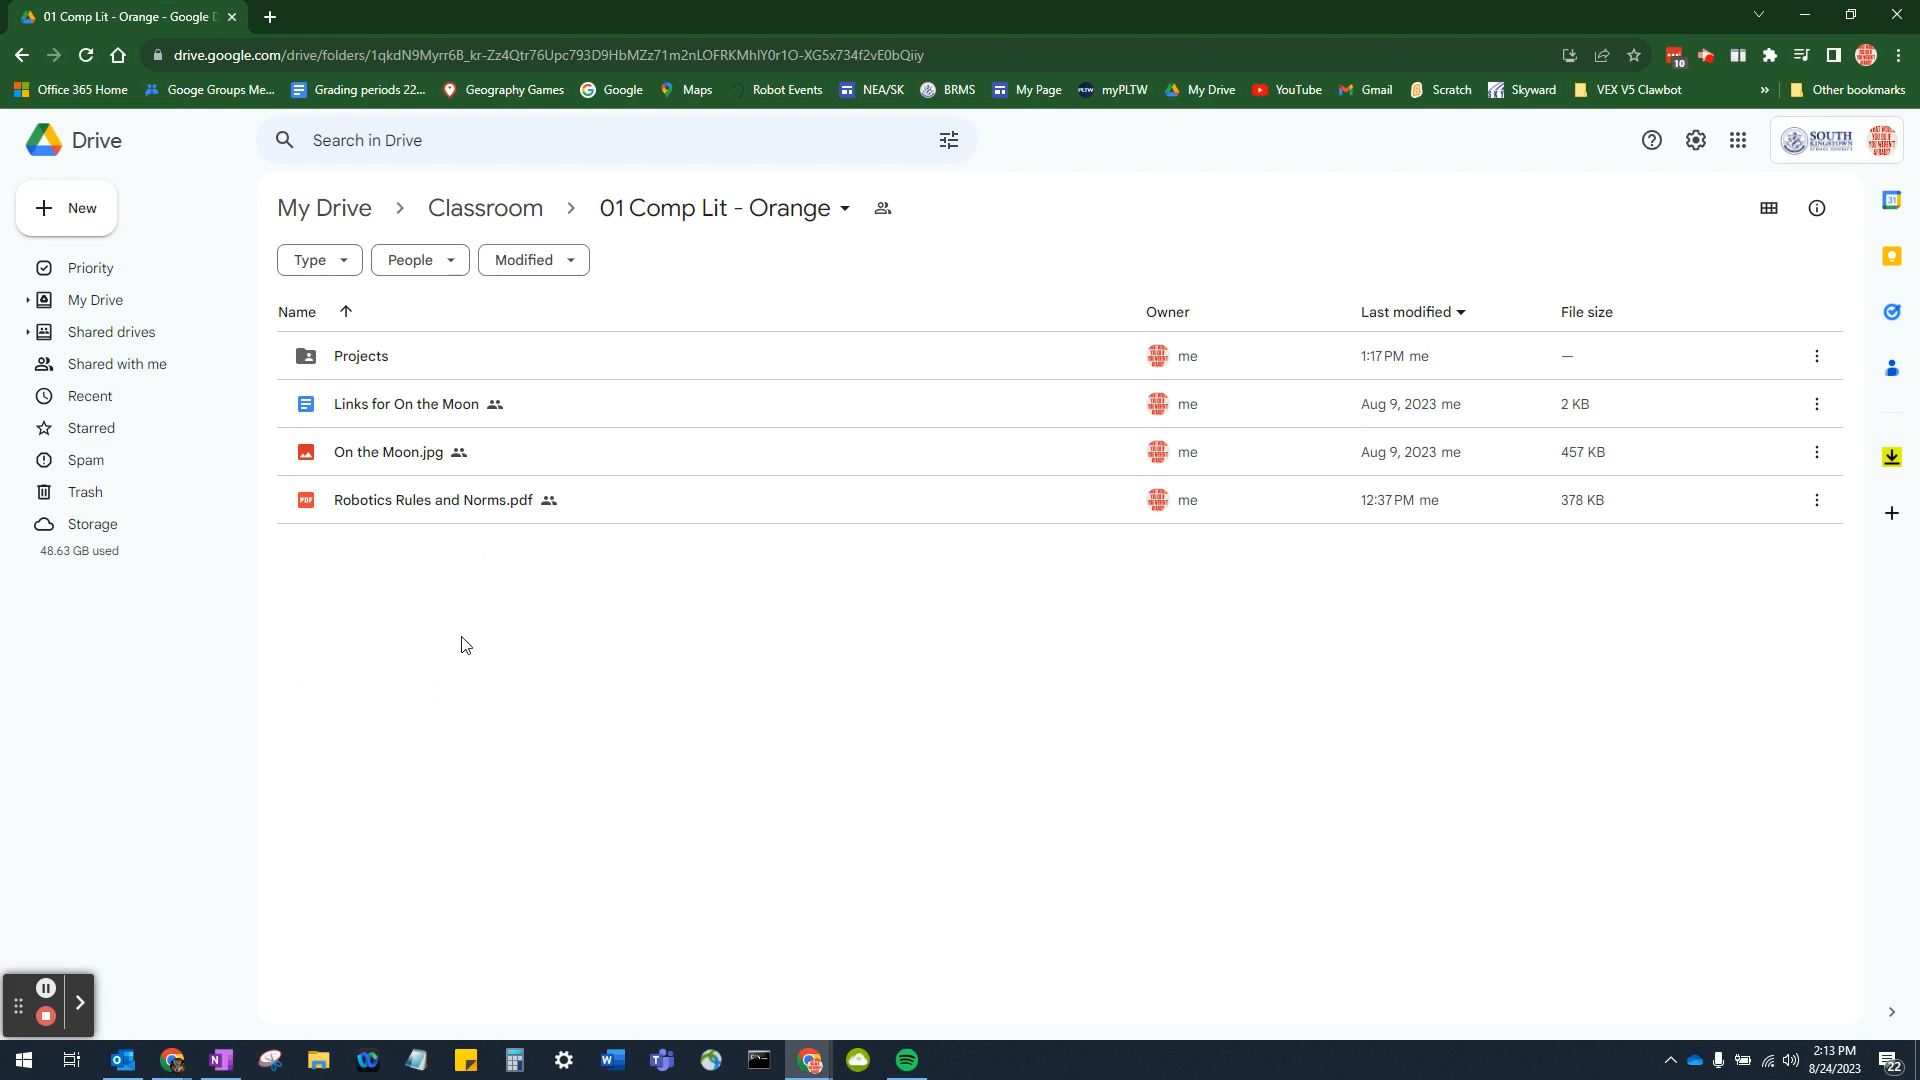 01 Comp Lit - Orange - Google D
drive.google.com/drive/folders/1qkdN9Myrr6B_kr-Zz4Qtr76Upc793D9HbMZz71m2nLOFRKMhlY0r1O-XG5x734f2vE0bQiiy
10
Office 365 Home
Googe Groups Me...
Grading periods 22...
Geography Games
Google
Maps
Robot Events
NEA/SK
BRMS
My Page
myPLTW
My Drive
YouTube
Gmail
Scratch
Skyward
VEX V5 Clawbot
»
Other bookmarks
Drive
Search in Drive
SOUTH
KINGSTOWN
New
My Drive > Classroom > 01 Comp Lit - Orange
Type
People
Modified
Priority
My Drive
Shared drives
Shared with me
Recent
Starred
Spam
Trash
Storage
48.63 GB used
Name
Owner
Last modified
File size
Projects
me
1:17 PM me
—
Links for On the Moon
me
Aug 9, 2023 me
2 KB
On the Moon.jpg
me
Aug 9, 2023 me
457 KB
PDF
Robotics Rules and Norms.pdf
me
12:37 PM me
378 KB
31
2:13 PM
8/24/2023
22